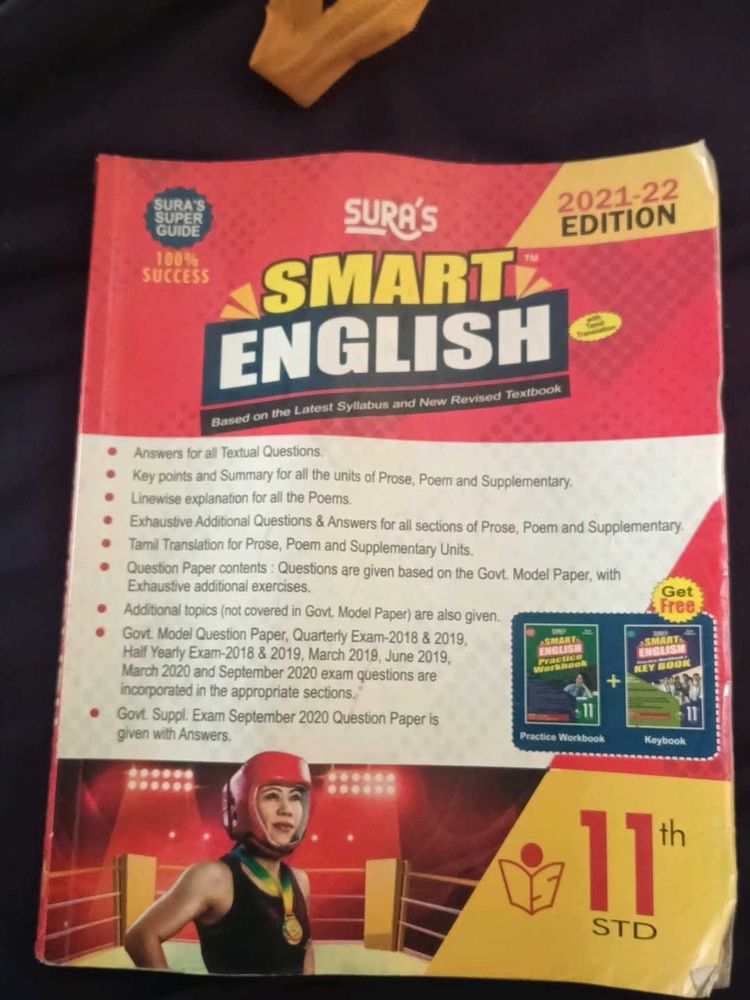 SURA'S
SUPER
GUIDE
100%
SUCCESS
SURA'S
2021-22
EDITION
SMART™
ENGLISH
with
Tamil
Translation
Based on the Latest Syllabus and New Revised Textbook
• Answers for all Textual Questions.
• Key points and Summary for all the units of Prose, Poem and Supplementary.
• Linewise explanation for all the Poems.
• Exhaustive Additional Questions & Answers for all sections of Prose, Poem and Supplementary.
• Tamil Translation for Prose, Poem and Supplementary Units.
• Question Paper contents : Questions are given based on the Govt. Model Paper, with
Exhaustive additional exercises.
• Additional topics (not covered in Govt. Model Paper) are also given.
• Govt. Model Question Paper, Quarterly Exam-2018 & 2019,
Half Yearly Exam-2018 & 2019, March 2019, June 2019,
March 2020 and September 2020 exam questions are
incorporated in the appropriate sections.
• Govt. Suppl. Exam September 2020 Question Paper is
given with Answers.
Get
Free
SMART
ENGLISH
Practice
Workbook
11
+
SMART
ENGLISH
KEY BOOK
11
Practice Workbook
Keybook
11th
STD